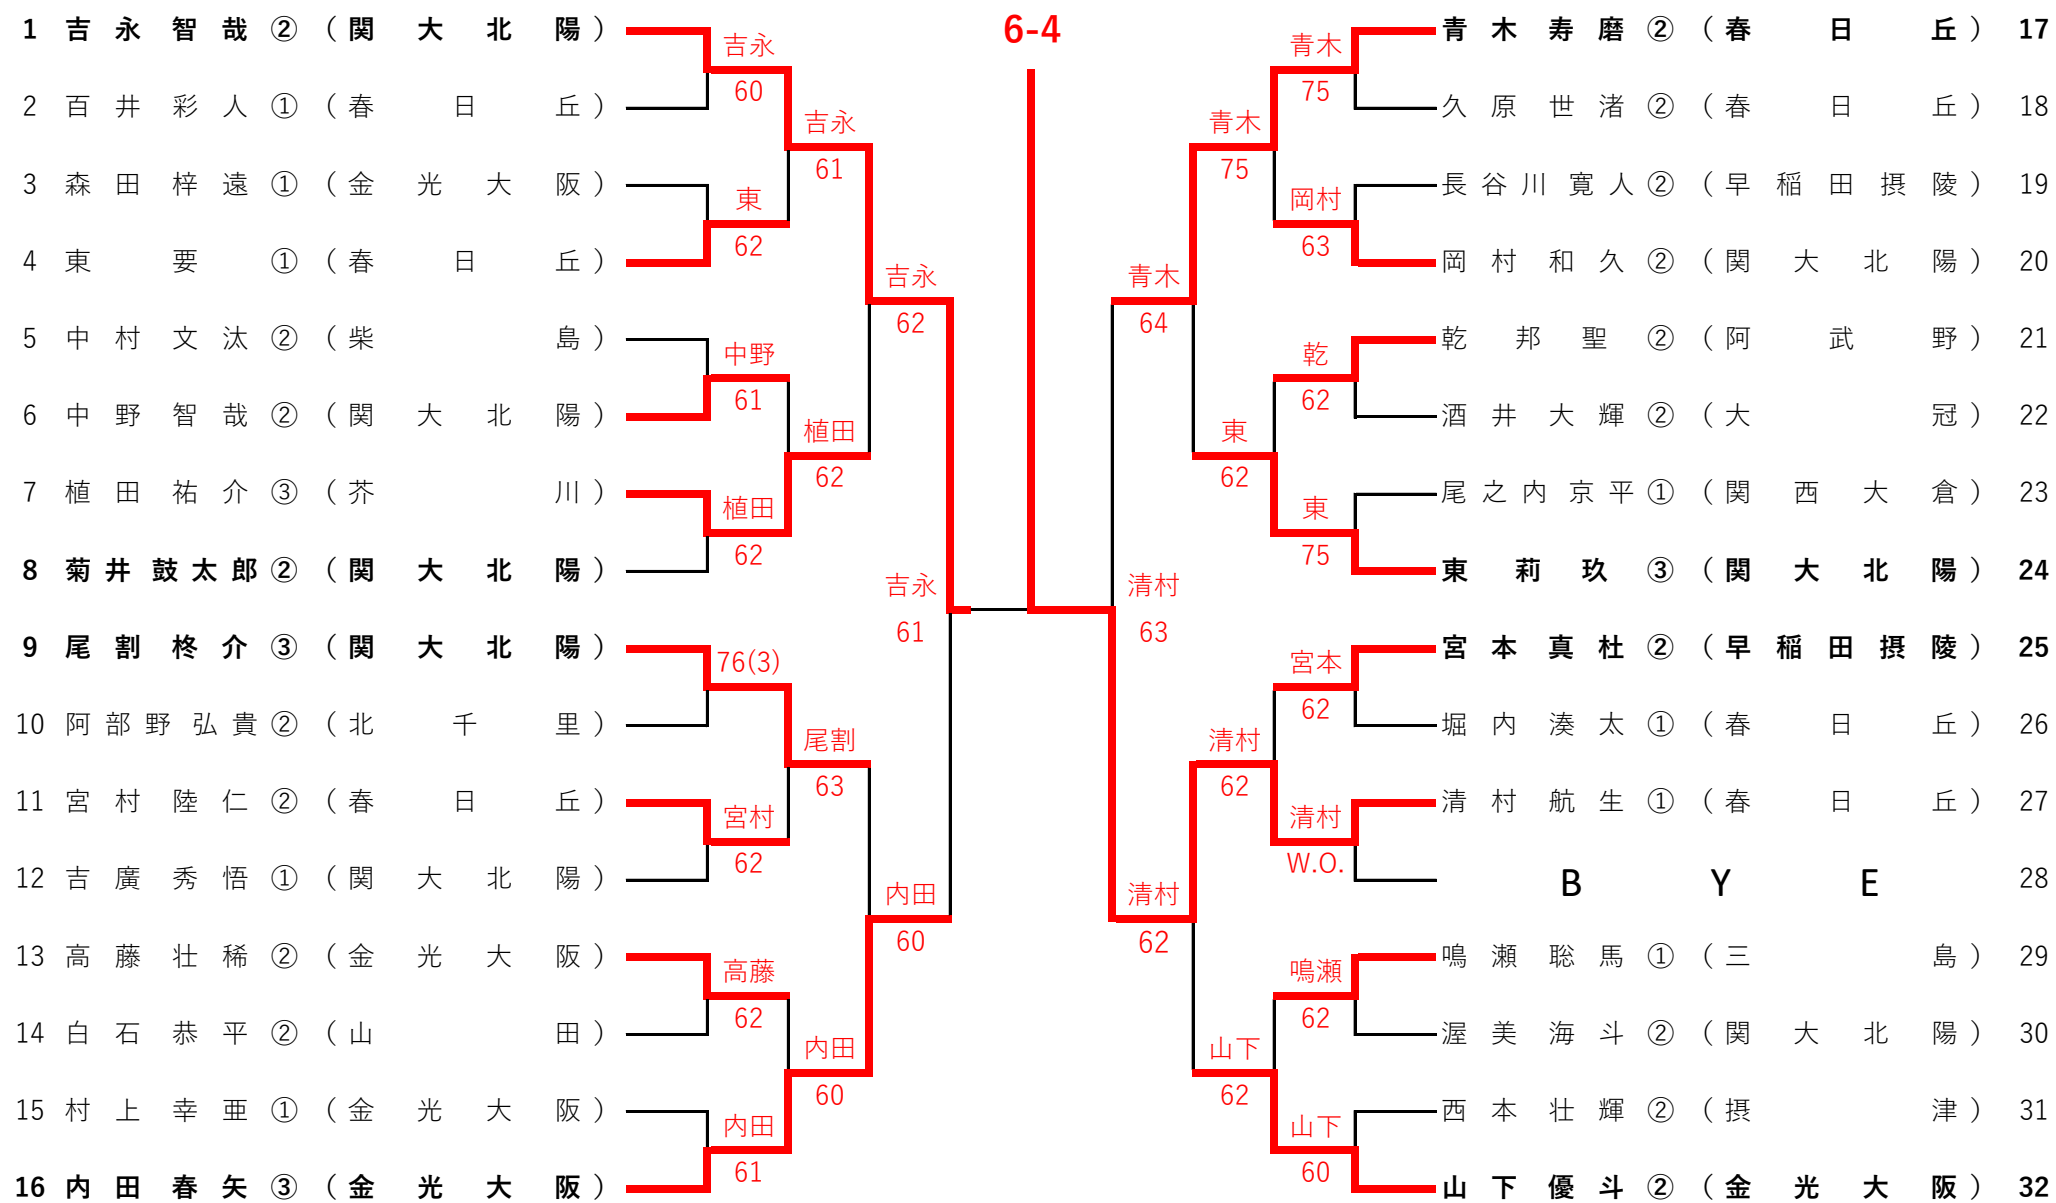 6-4
1 吉永智哉 ② （関大北陽）
2 百井彩人 ① （春日丘）
3 森田梓遠 ① （金光大阪）
4 東要 ① （春日丘）
5 中村文汰 ② （柴島）
6 中野智哉 ② （関大北陽）
7 植田祐介 ③ （芥川）
8 菊井鼓太郎 ② （関大北陽）
9 尾割柊介 ③ （関大北陽）
10 阿部野弘貴 ② （北千里）
11 宮村陸仁 ② （春日丘）
12 吉廣秀悟 ① （関大北陽）
13 高藤壮稀 ② （金光大阪）
14 白石恭平 ② （山田）
15 村上幸亜 ① （金光大阪）
16 内田春矢 ③ （金光大阪）
吉永
60
東
62
中野
61
植田
62
76(3)
宮村
62
高藤
62
内田
61
吉永
61
植田
62
尾割
63
内田
60
吉永
62
内田
60
吉永
61
清村
63
青木
64
清村
62
青木
75
東
62
清村
62
山下
62
青木
75
岡村
63
乾
62
東
75
宮本
62
清村
W.O.
鳴瀬
62
山下
60
青木寿磨 ② （春日丘） 17
久原世渚 ② （春日丘） 18
長谷川寛人 ② （早稲田摂陵） 19
岡村和久 ② （関大北陽） 20
乾邦聖 ② （阿武野） 21
酒井大輝 ② （大冠） 22
尾之内京平 ① （関西大倉） 23
東莉玖 ③ （関大北陽） 24
宮本真杜 ② （早稲田摂陵） 25
堀内湊太 ① （春日丘） 26
清村航生 ① （春日丘） 27
BYE 28
鳴瀬聡馬 ① （三島） 29
渥美海斗 ② （関大北陽） 30
西本壮輝 ② （摂津） 31
山下優斗 ② （金光大阪） 32